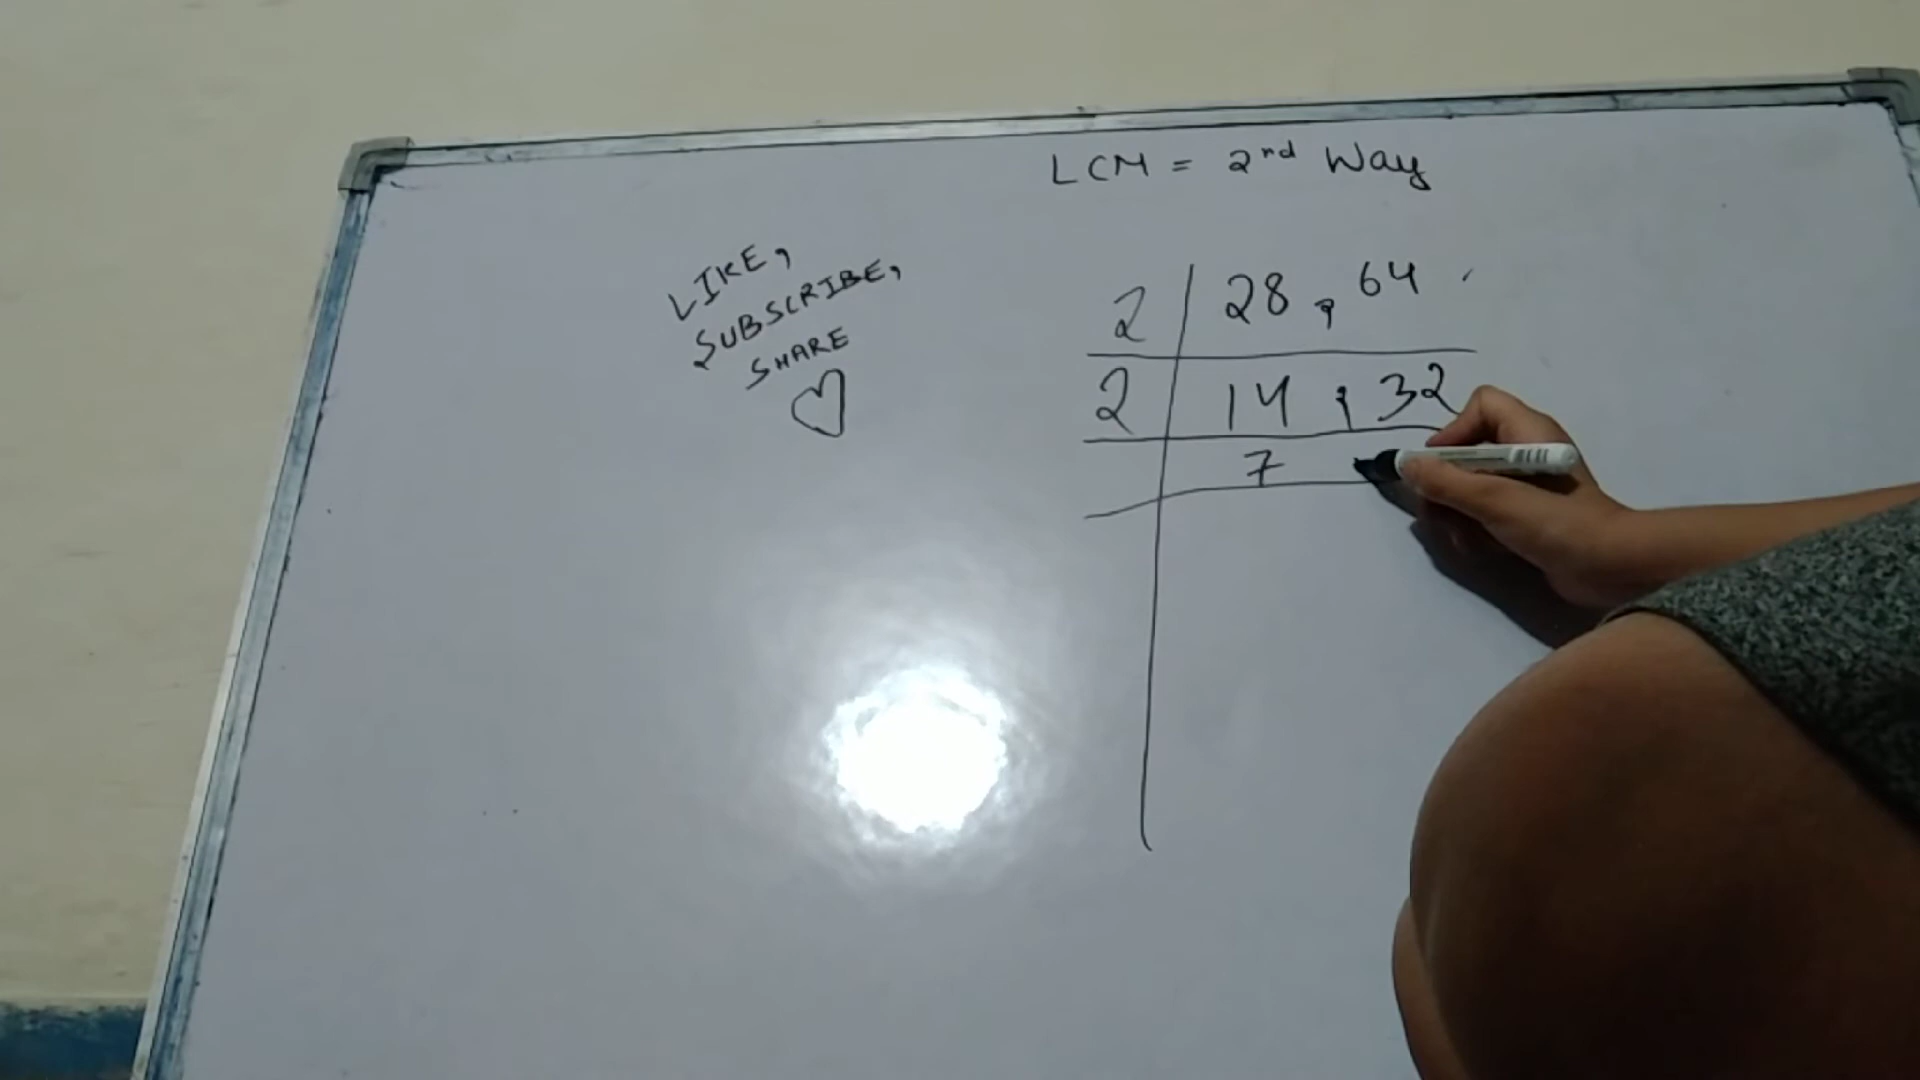 LCM = 2nd Way
LIKE,
SUBSCRIBE,
SHARE
2 | 28, 64
2 | 14, 32
7